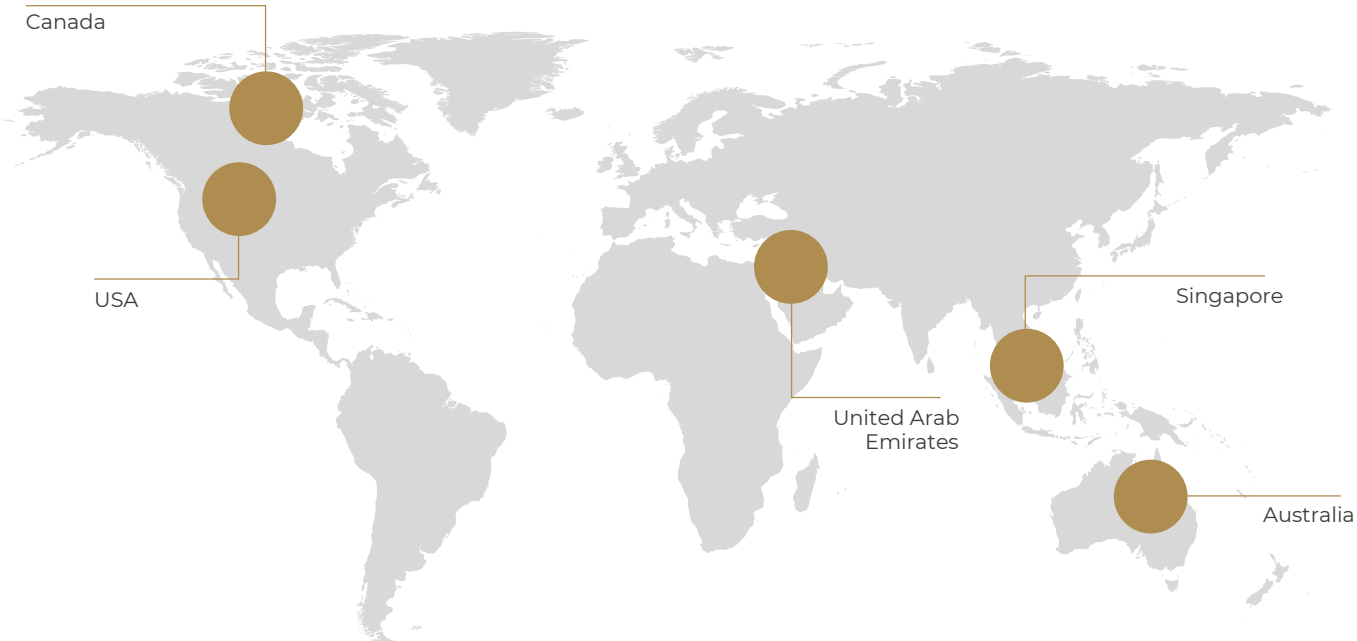 Canada
USA
Singapore
United Arab
Emirates
Australia